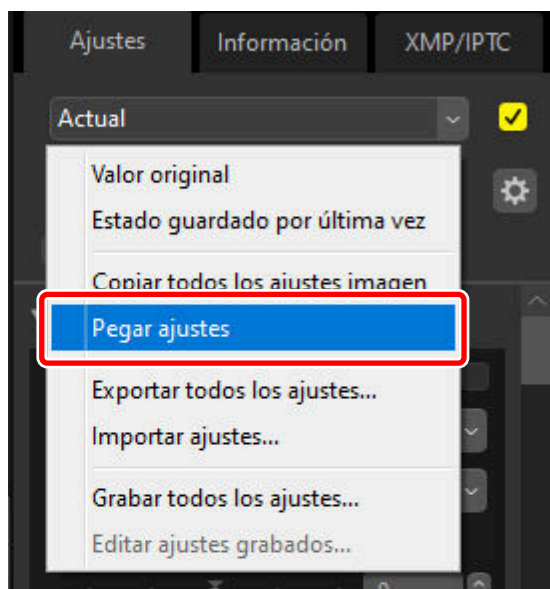 Ajustes Información XMP/IPTC
Actual
Valor original
Estado guardado por última vez
Copiar todos los ajustes imagen
Pegar ajustes
Exportar todos los ajustes...
Importar ajustes...
Grabar todos los ajustes...
Editar ajustes grabados...